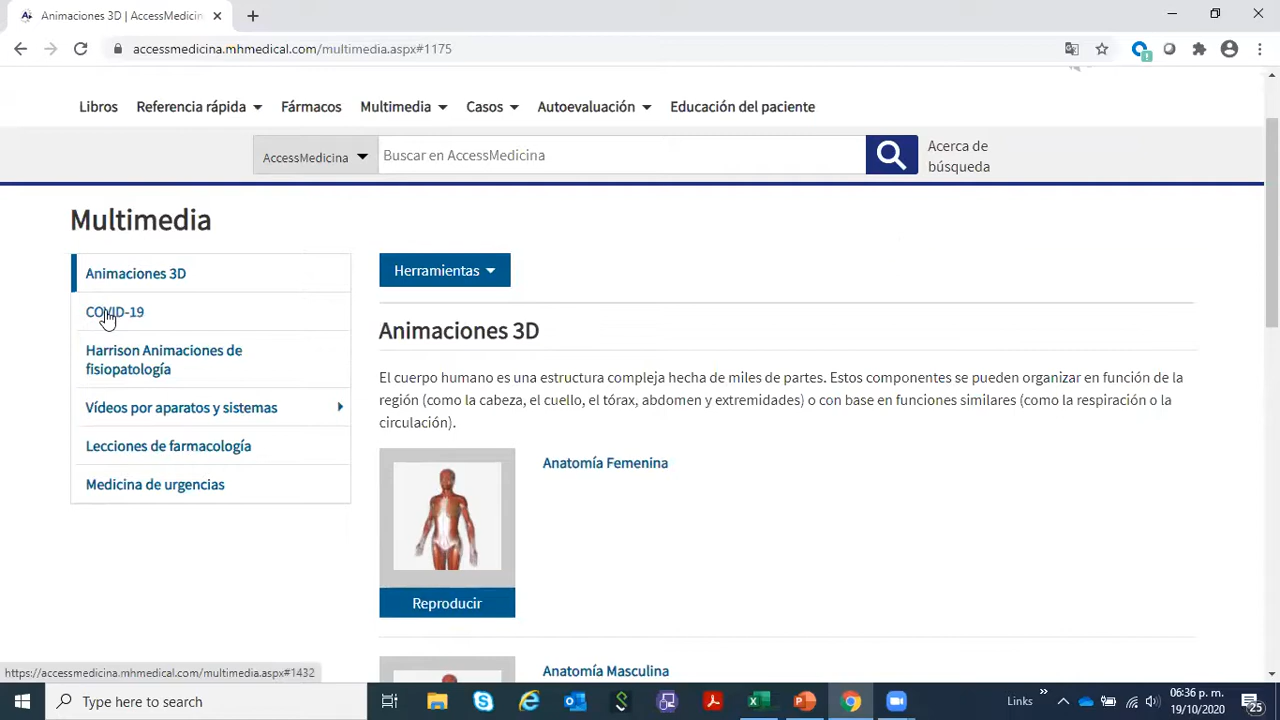 Animaciones 3D | AccessMedicin
accessmedicina.mhmedical.com/multimedia.aspx#1175
Libros Referencia rápida Fármacos Multimedia Casos Autoevaluación Educación del paciente
AccessMedicina Buscar en AccessMedicina Acerca de
búsqueda
Multimedia
Animaciones 3D
COVID-19
Harrison Animaciones de
fisiopatología
Vídeos por aparatos y sistemas
Lecciones de farmacología
Medicina de urgencias
Herramientas
Animaciones 3D
El cuerpo humano es una estructura compleja hecha de miles de partes. Estos componentes se pueden organizar en función de la
región (como la cabeza, el cuello, el tórax, abdomen y extremidades) o con base en funciones similares (como la respiración o la
circulación).
Anatomía Femenina
Reproducir
Anatomía Masculina
https://accessmedicina.mhmedical.com/multimedia.aspx#1432
Type here to search
Links
06:36 p. m.
19/10/2020
25